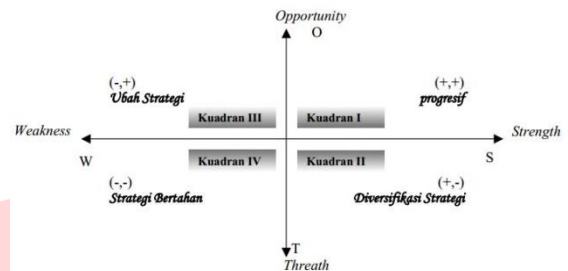 Opportunity
O
(-,+)
Ubah Strategi
(+,+)
progresif
Kuadran III
Kuadran I
Weakness
Strength
W
Kuadran IV
Kuadran II
S
(-,-)
Strategi Bertahan
(+,-)
Diversifikasi Strategi
T
Threath